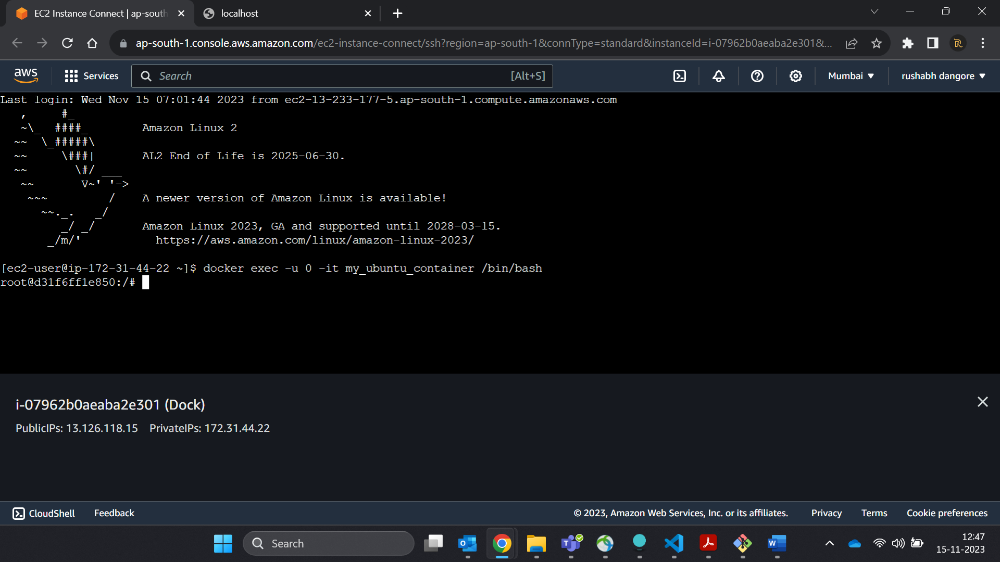 EC2 Instance Connect | ap-south
localhost
ap-south-1.console.aws.amazon.com/ec2-instance-connect/ssh?region=ap-south-1&connType=standard&instanceId=i-07962b0aeaba2e301&...
aws
Services
Search
[Alt+S]
Mumbai ▼
rushabh dangore ▼
Last login: Wed Nov 15 07:01:44 2023 from ec2-13-233-177-5.ap-south-1.compute.amazonaws.com
   ,     #_
   ~\_  ####_        Amazon Linux 2
  ~~  \_#####\
  ~~     \###|       AL2 End of Life is 2025-06-30.
  ~~       \#/ ___
   ~~       V~' '->
    ~~~         /    A newer version of Amazon Linux is available!
      ~~._.   _/
         _/ _/       Amazon Linux 2023, GA and supported until 2028-03-15.
       _/m/'           https://aws.amazon.com/linux/amazon-linux-2023/
[ec2-user@ip-172-31-44-22 ~]$ docker exec -u 0 -it my_ubuntu_container /bin/bash
root@d31f6ff1e850:/#
i-07962b0aeaba2e301 (Dock)
PublicIPs: 13.126.118.15    PrivateIPs: 172.31.44.22
CloudShell
Feedback
© 2023, Amazon Web Services, Inc. or its affiliates.
Privacy
Terms
Cookie preferences
Search
12:47
15-11-2023